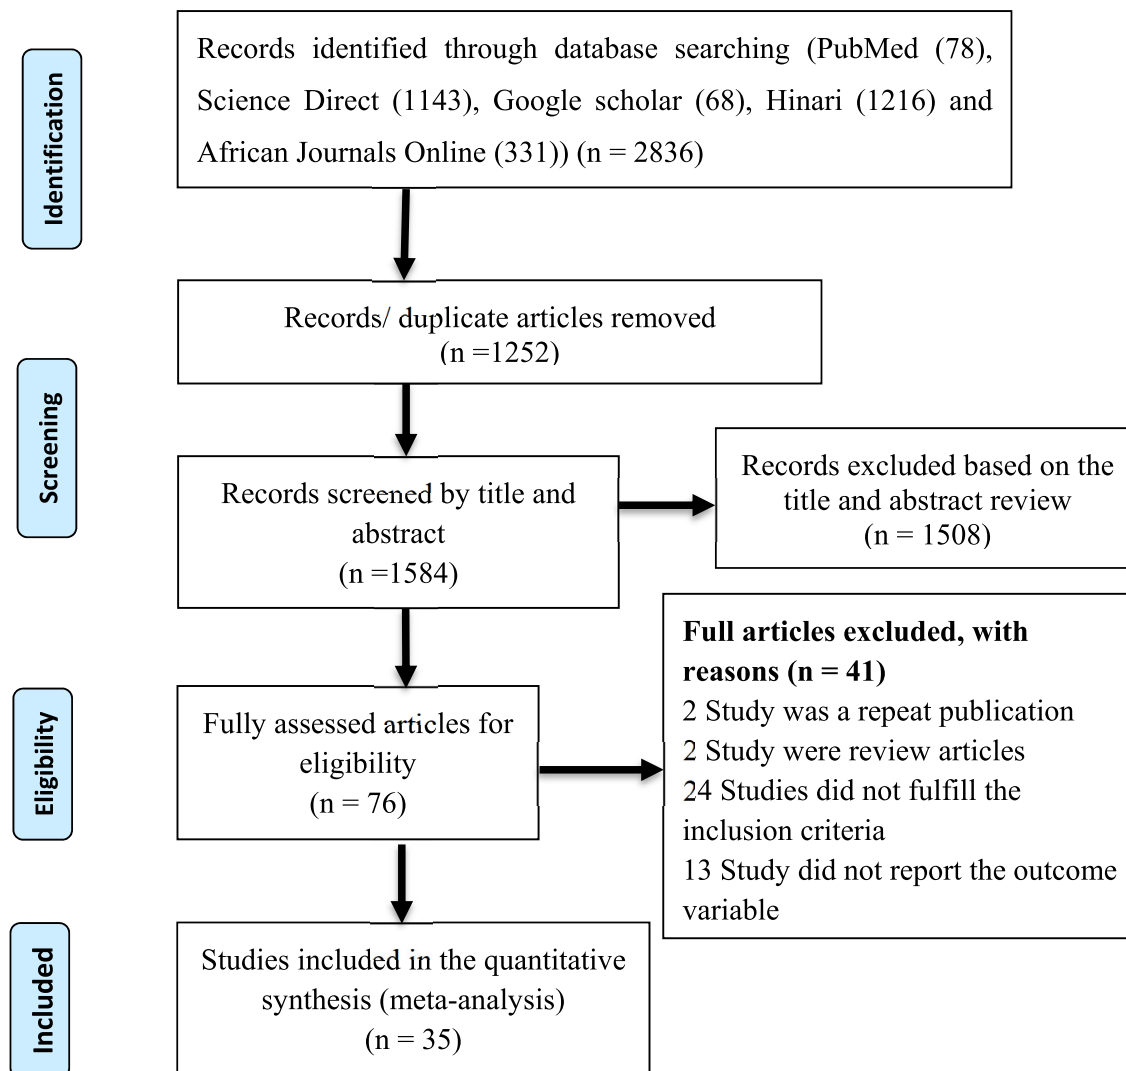 Identification
Records identified through database searching (PubMed (78),
Science Direct (1143), Google scholar (68), Hinari (1216) and
African Journals Online (331)) (n = 2836)
Records/ duplicate articles removed
(n =1252)
Screening
Records screened by title and
abstract
(n =1584)
Records excluded based on the
title and abstract review
(n = 1508)
Eligibility
Fully assessed articles for
eligibility
(n = 76)
Full articles excluded, with
reasons (n = 41)
2 Study was a repeat publication
2 Study were review articles
24 Studies did not fulfill the
inclusion criteria
13 Study did not report the outcome
variable
Included
Studies included in the quantitative
synthesis (meta-analysis)
(n = 35)